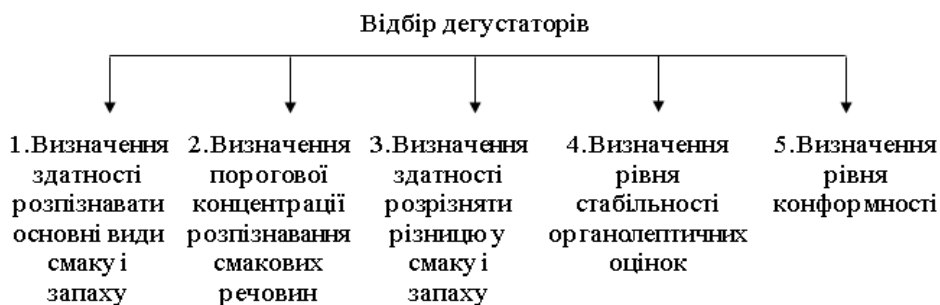 Відбір дегустаторів
1.Визначення
здатності
розпізнавати
основні види
смаку і
запаху
2.Визначення
порогової
концентрації
розпізнавання
смакових
речовин
3.Визначення
здатності
розрізняти
різницю у
смаку і
запаху
4.Визначення
рівня
стабільності
органолептичних
оцінок
5.Визначення
рівня
конформності